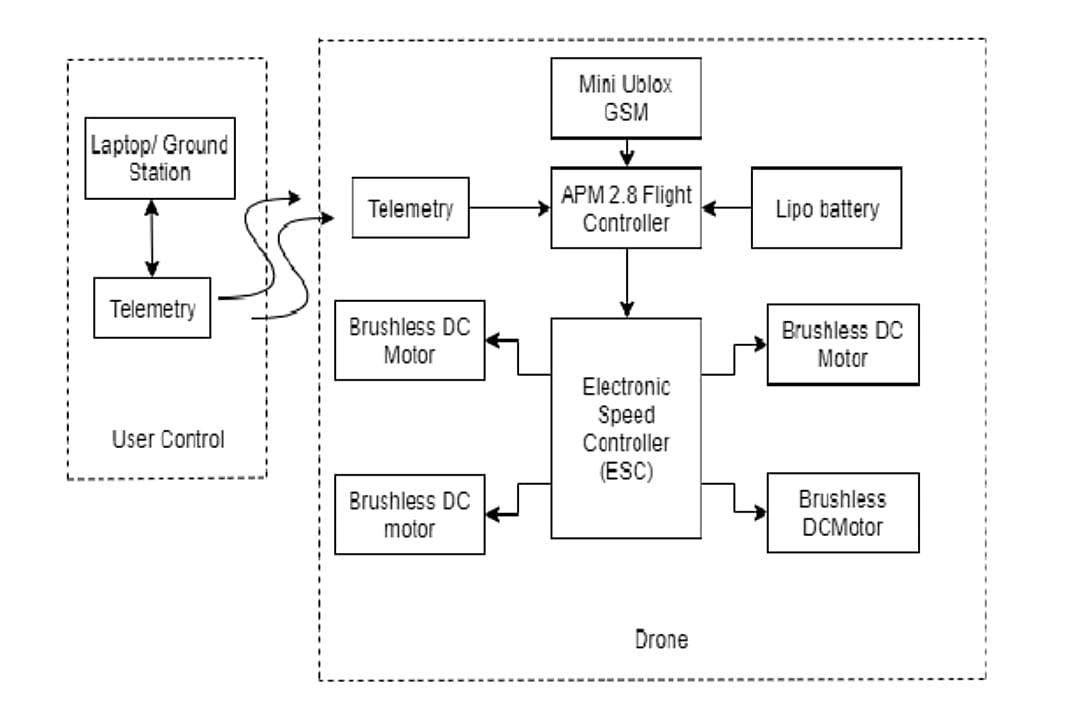 Mini Ublox
GSM
Laptop/ Ground
Station
Telemetry
APM 2.8 Flight
Controller
Lipo battery
Telemetry
Brushless DC
Motor
Brushless DC
Motor
Electronic
Speed
Controller
(ESC)
User Control
Brushless DC
motor
Brushless
DCMotor
Drone